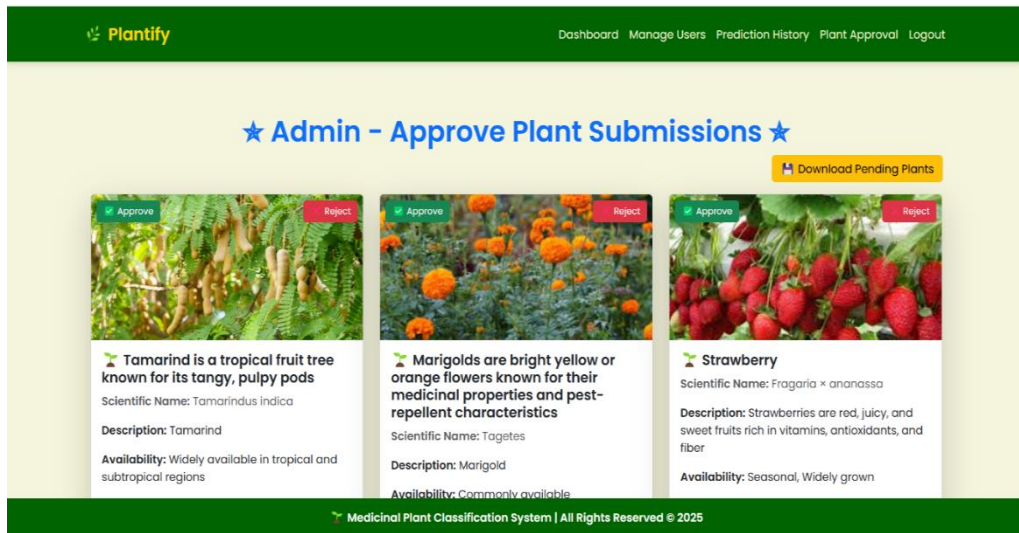 Plantify
Dashboard Manage Users Prediction History Plant Approval Logout
★ Admin - Approve Plant Submissions ★
Download Pending Plants
Approve
Reject
Tamarind is a tropical fruit tree
known for its tangy, pulpy pods
Scientific Name: Tamarindus indica
Description: Tamarind
Availability: Widely available in tropical and
subtropical regions
Approve
Reject
Marigolds are bright yellow or
orange flowers known for their
medicinal properties and pest-
repellent characteristics
Scientific Name: Tagetes
Description: Marigold
Availability: Commonly available
Approve
Reject
Strawberry
Scientific Name: Fragaria × ananassa
Description: Strawberries are red, juicy, and
sweet fruits rich in vitamins, antioxidants, and
fiber
Availability: Seasonal, Widely grown
Medicinal Plant Classification System | All Rights Reserved © 2025